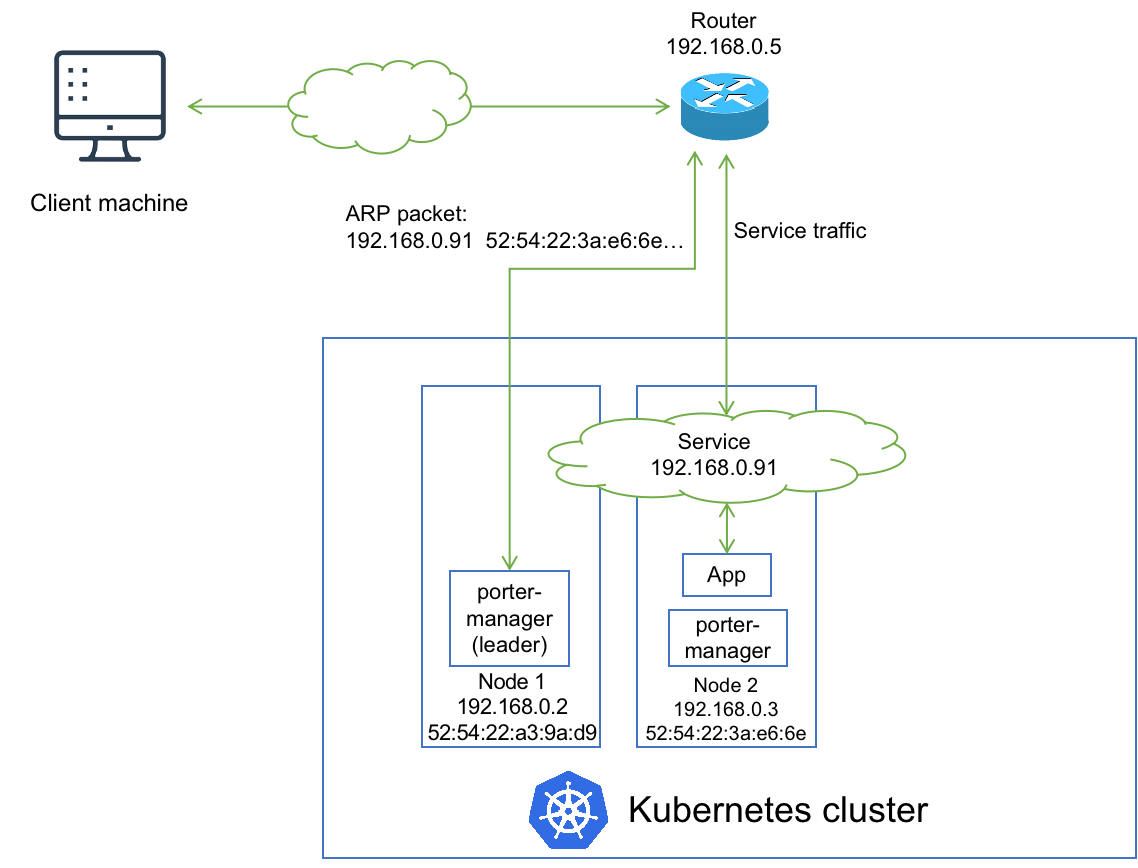 Router
192.168.0.5
Client machine
ARP packet:
192.168.0.91  52:54:22:3a:e6:6e…
Service traffic
Service
192.168.0.91
App
porter-
manager
(leader)
porter-
manager
Node 1
192.168.0.2
52:54:22:a3:9a:d9
Node 2
192.168.0.3
52:54:22:3a:e6:6e
Kubernetes cluster